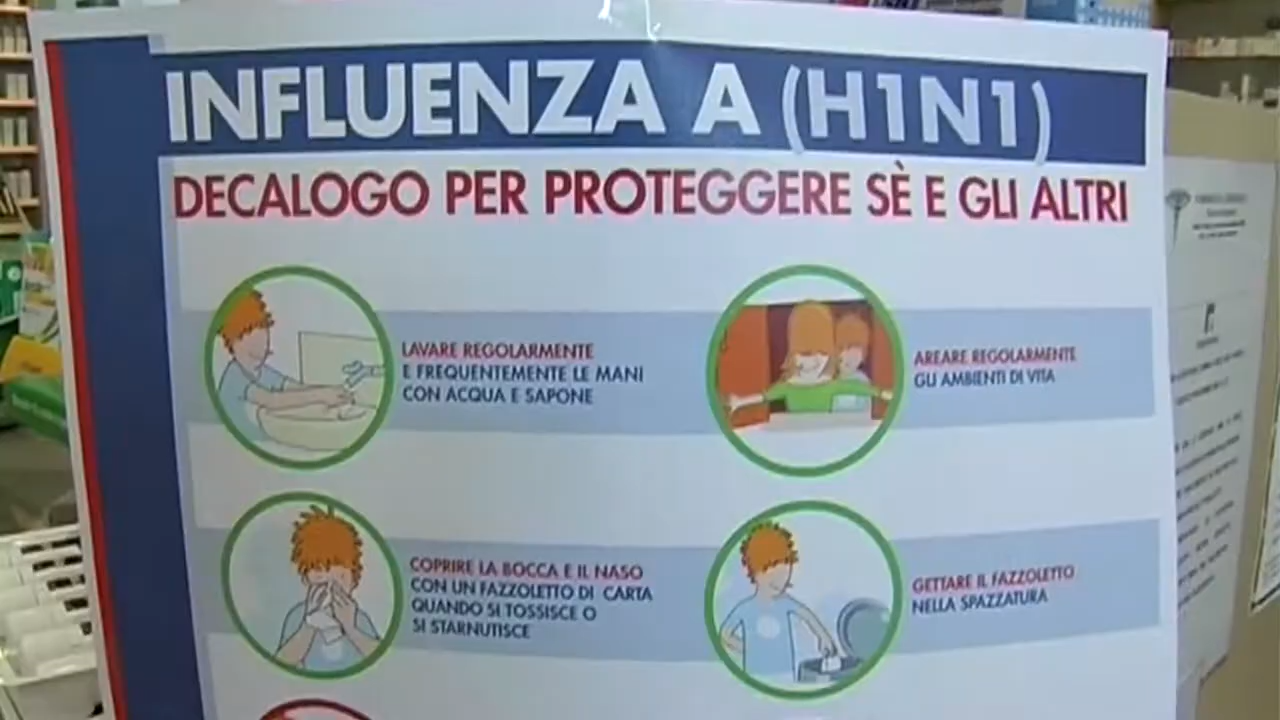 INFLUENZA A (H1N1)
DECALOGO PER PROTEGGERE SÈ E GLI ALTRI
LAVARE REGOLARMENTE
E FREQUENTEMENTE LE MANI
CON ACQUA E SAPONE
AREARE REGOLARMENTE
GLI AMBIENTI DI VITA
COPRIRE LA BOCCA E IL NASO
CON UN FAZZOLETTO DI CARTA
QUANDO SI TOSSISCE O
SI STARNUTISCE
GETTARE IL FAZZOLETTO
NELLA SPAZZATURA